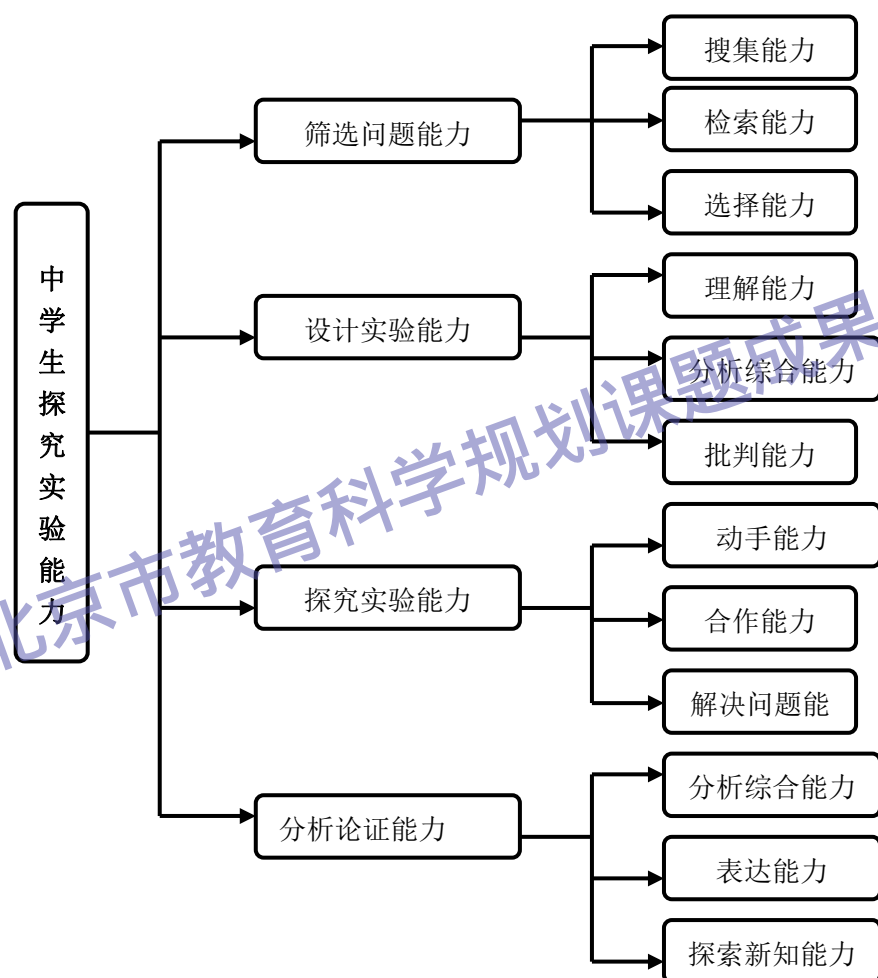 中学生探究实验能力
筛选问题能力
搜集能力
检索能力
选择能力
设计实验能力
理解能力
分析综合能力
批判能力
探究实验能力
动手能力
合作能力
解决问题能
分析论证能力
分析综合能力
表达能力
探索新知能力
北京市教育科学规划课题成果